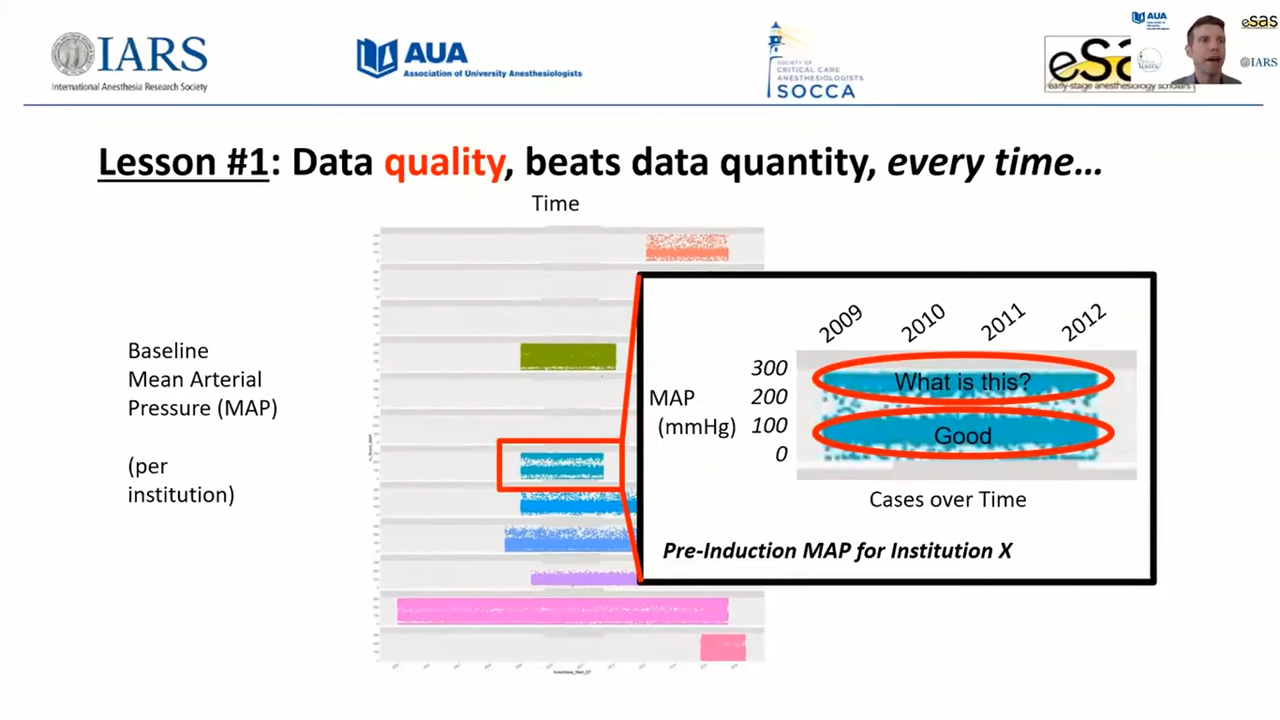 IARS
International Anesthesia Research Society
AUA
Association of University Anesthesiologists
SOCIETY OF
CRITICAL CARE
ANESTHESIOLOGISTS
SOCCA
eSa
early-stage anesthesiology scholars
AUA
eSas
SOCCA
IARS
Lesson #1: Data quality, beats data quantity, every time...
Time
Baseline
Mean Arterial
Pressure (MAP)
(per
institution)
2009 2010 2011 2012
MAP
(mmHg)
300
200
100
0
What is this?
Good
Cases over Time
Pre-Induction MAP for Institution X